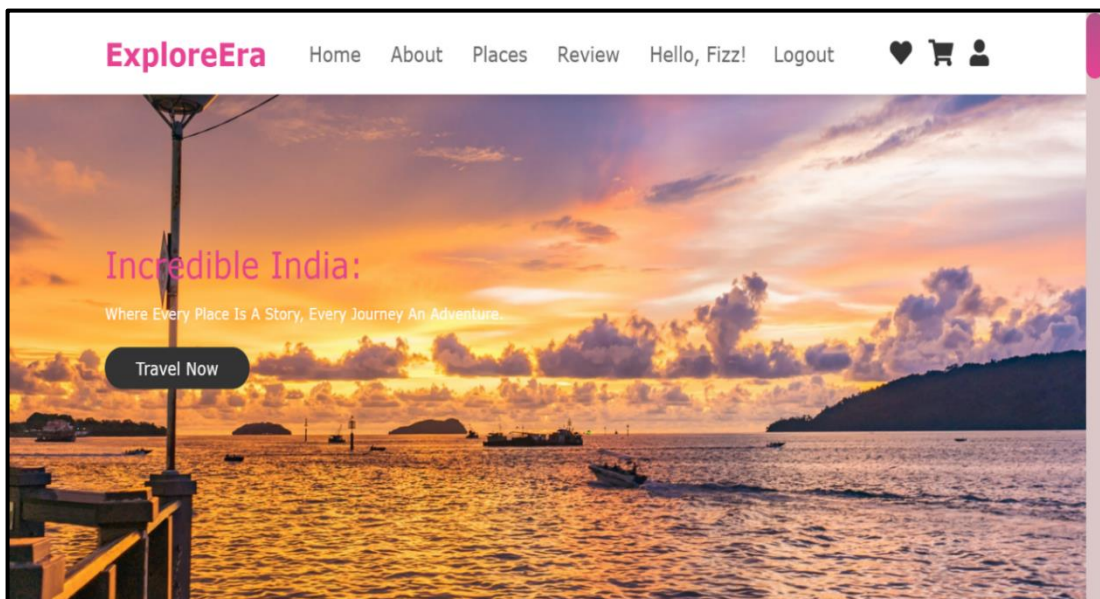 ExploreEra Home About Places Review Hello, Fizz! Logout
Incredible India:
Where Every Place Is A Story, Every Journey An Adventure.
Travel Now